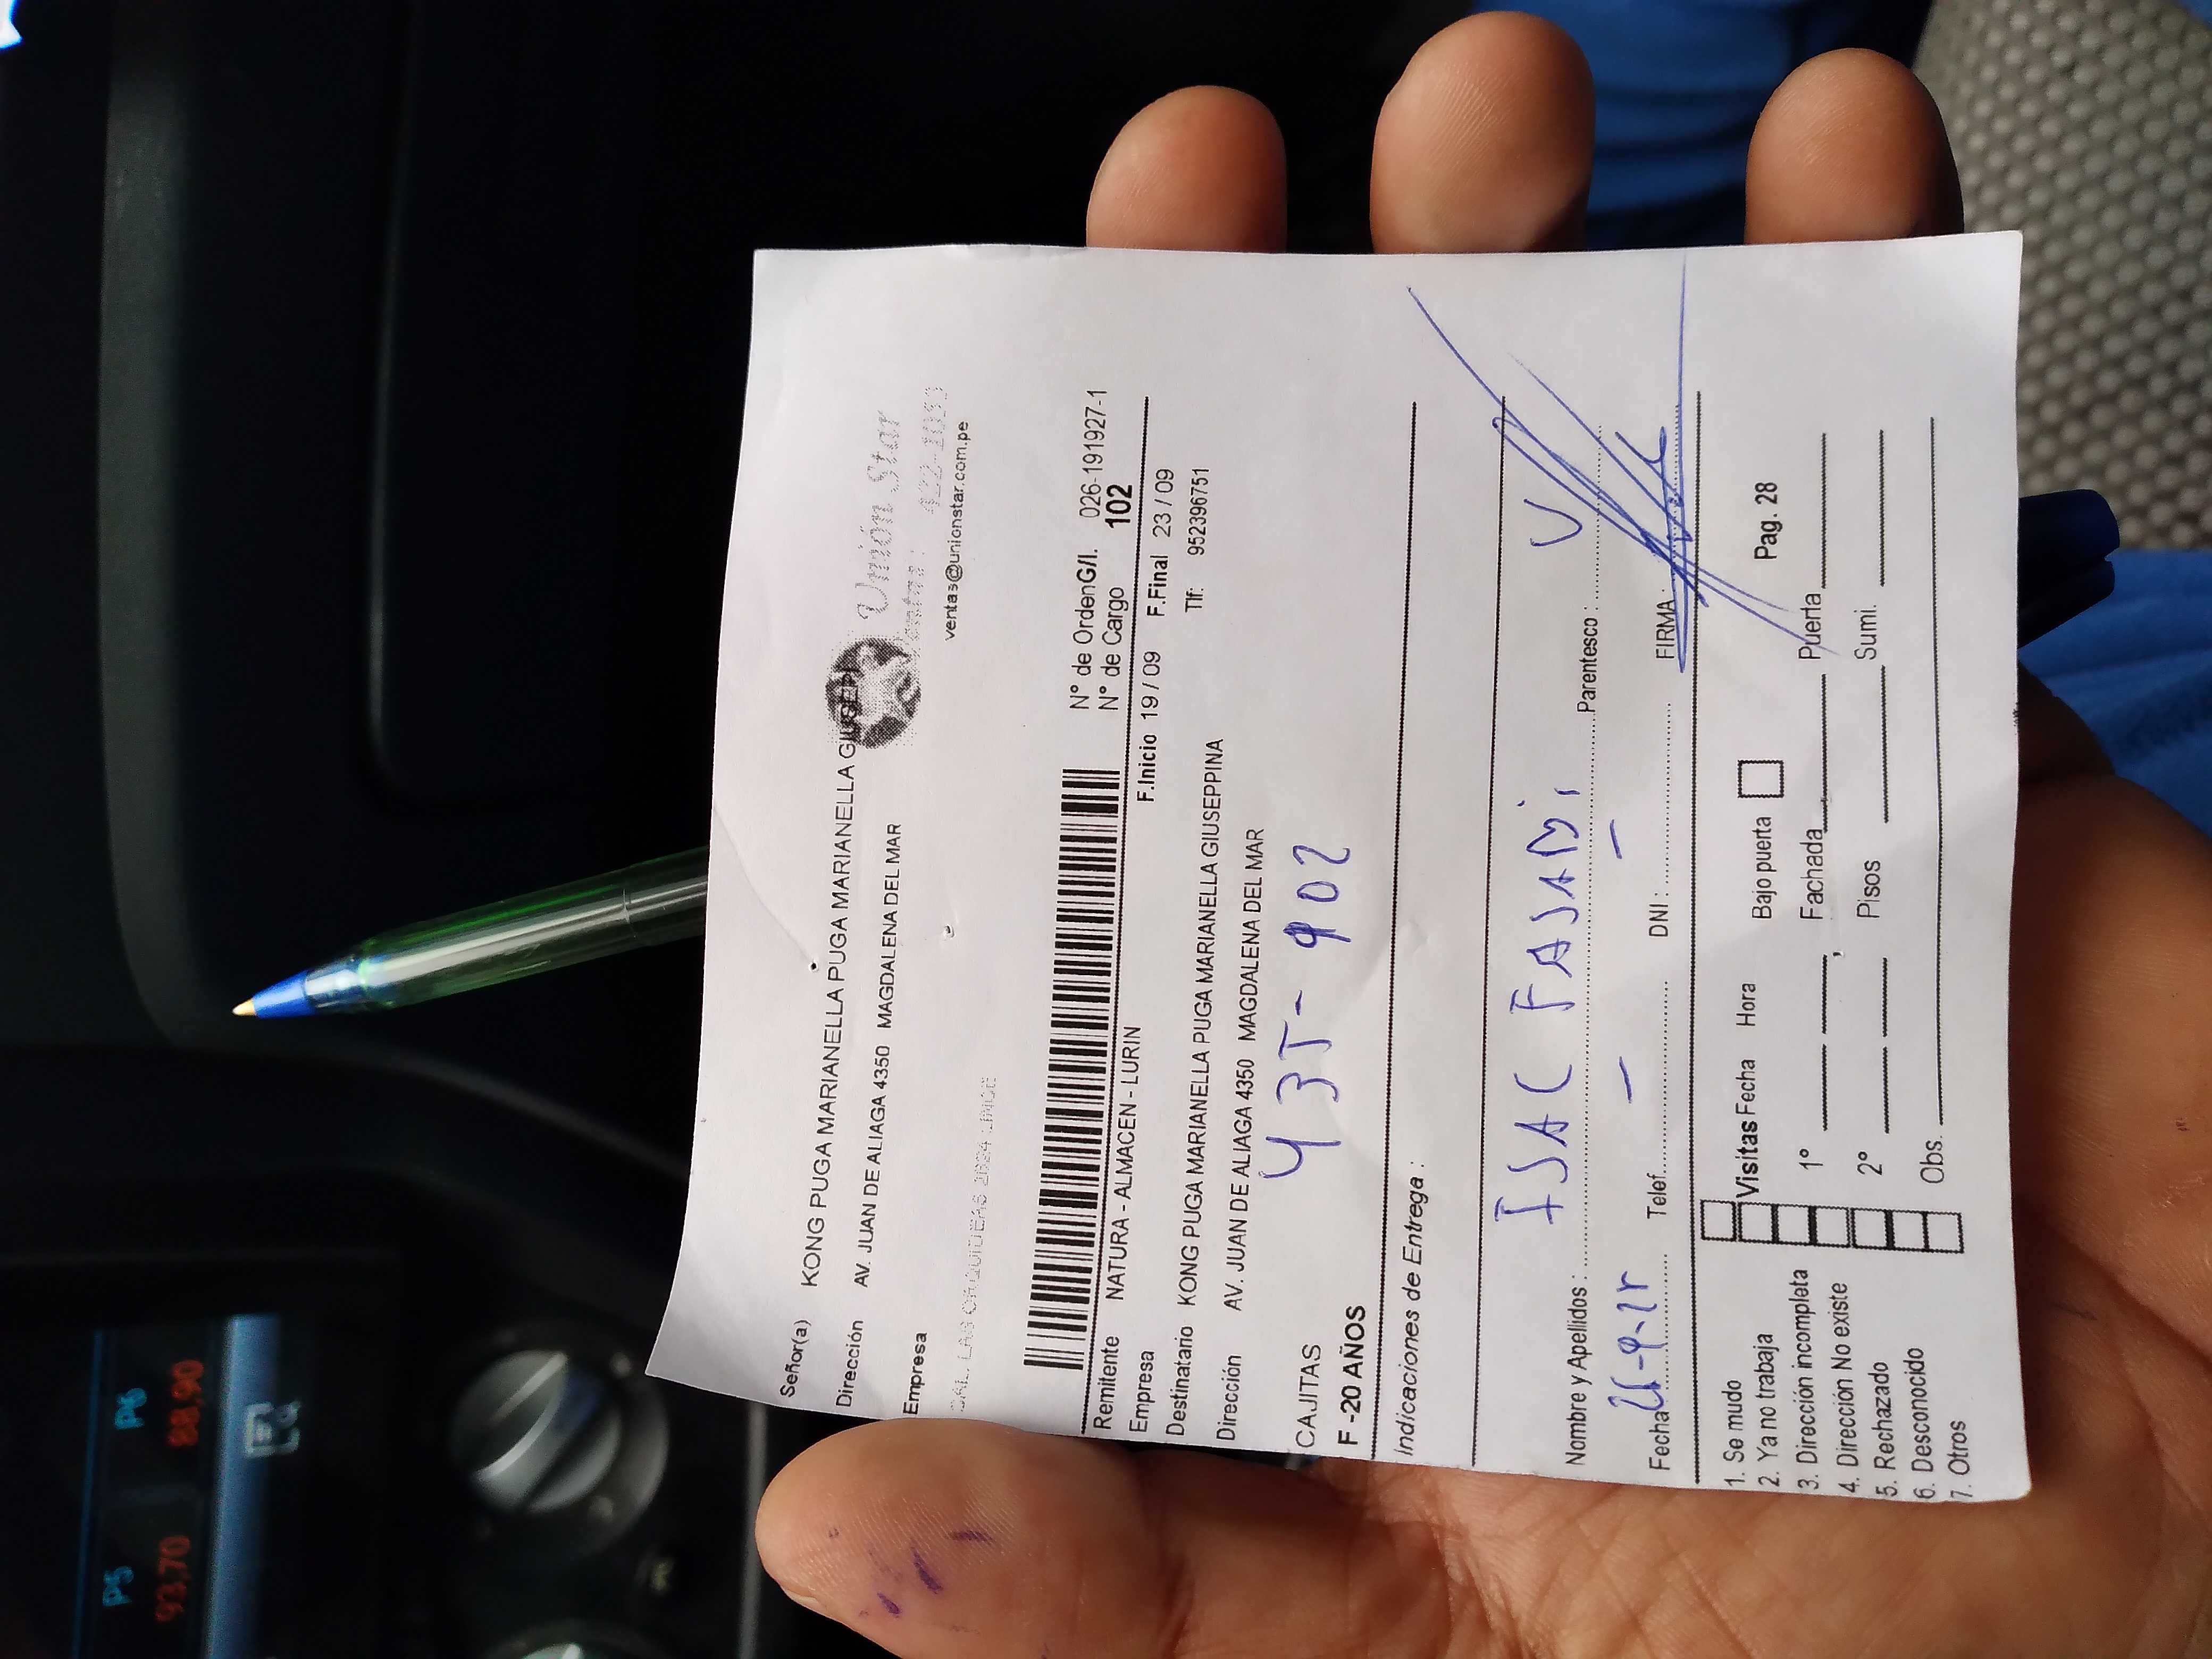 Señor(a) KONG PUGA MARIANELLA PUGA MARIANELLA GIUSEPPI
Dirección AV. JUAN DE ALIAGA 4350 MAGDALENA DEL MAR
Empresa
Unión Star
ventas@unionstar.com.pe
N° de OrdenG/I. 026-191927-1
N° de Cargo 102
Remitente NATURA - ALMACEN - LURIN
Empresa F.Inicio 19 / 09 F.Final 23 / 09
Destinatario KONG PUGA MARIANELLA PUGA MARIANELLA GIUSEPPINA Tlf: 952396751
Dirección AV. JUAN DE ALIAGA 4350 MAGDALENA DEL MAR
CAJITAS
F -20 AÑOS
902
Indicaciones de Entrega :
ISAC FASABI V
Nombre y Apellidos : Parentesco :
Fecha Telef. DNI : FIRMA :
1. Se mudo
2. Ya no trabaja
3. Dirección incompleta
4. Dirección No existe
5. Rechazado
6. Desconocido
7. Otros
Visitas Fecha Hora Bajo puerta Pag. 28
1° Fachada Puerta
2° Pisos Sumi.
Obs.
P5 P6
93,70 88,90